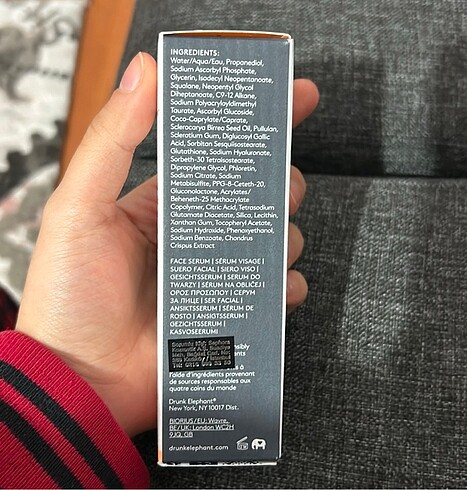 INGREDIENTS:
Water/Aqua/Eau, Propanediol,
Sodium Ascorbyl Phosphate,
Glycerin, Isodecyl Neopentanoate,
Squalane, Neopentyl Glycol
Diheptanoate, C9-12 Alkane,
Sodium Polyacryloyldimethyl
Taurate, Ascorbyl Glucoside,
Coco-Caprylate/Caprate,
Sclerocarya Birrea Seed Oil, Pullulan,
Sclerotium Gum, Diglucosyl Gallic
Acid, Sorbitan Sesquiisostearate,
Glutathione, Sodium Hyaluronate,
Sorbeth-30 Tetraisostearate,
Dipropylene Glycol, Phloretin,
Sodium Citrate, Sodium
Metabisulfite, PPG-8-Ceteth-20,
Gluconolactone, Acrylates/
Beheneth-25 Methacrylate
Copolymer, Citric Acid, Tetrasodium
Glutamate Diacetate, Silica, Lecithin,
Xanthan Gum, Tocopheryl Acetate,
Sodium Hydroxide, Phenoxyethanol,
Sodium Benzoate, Chondrus
Crispus Extract
FACE SERUM | SÉRUM VISAGE |
SUERO FACIAL | SIERO VISO |
GESICHTSSERUM | SERUM DO
TWARZY | SÉRUM NA OBLIČEJ |
ΟΡΟΣ ΠΡΟΣΩΠΟΥ | СЕРУМ
ЗА ЛИЦЕ | SER FACIAL |
ANSIKTSSERUM | SÉRUM DE
ROSTO | ANSIGTSSERUM |
GEZICHTSSERUM |
KASVOSEERUMI
nsibly
l'aide d'ingrédients provenant
de sources responsables aux
quatre coins du monde
Drunk Elephant®
New York, NY 10017 Dist.
BIORIUS/EU: Wavre,
BE/UK: London WC2H
9JQ, GB
drunkelephant.com